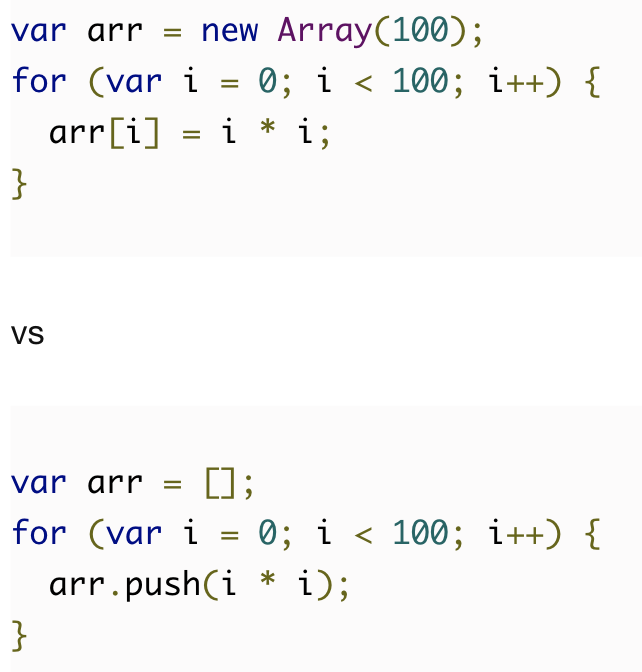 var arr = new Array(100);
for (var i = 0; i < 100; i++) {
  arr[i] = i * i;
}
vs
var arr = [];
for (var i = 0; i < 100; i++) {
  arr.push(i * i);
}